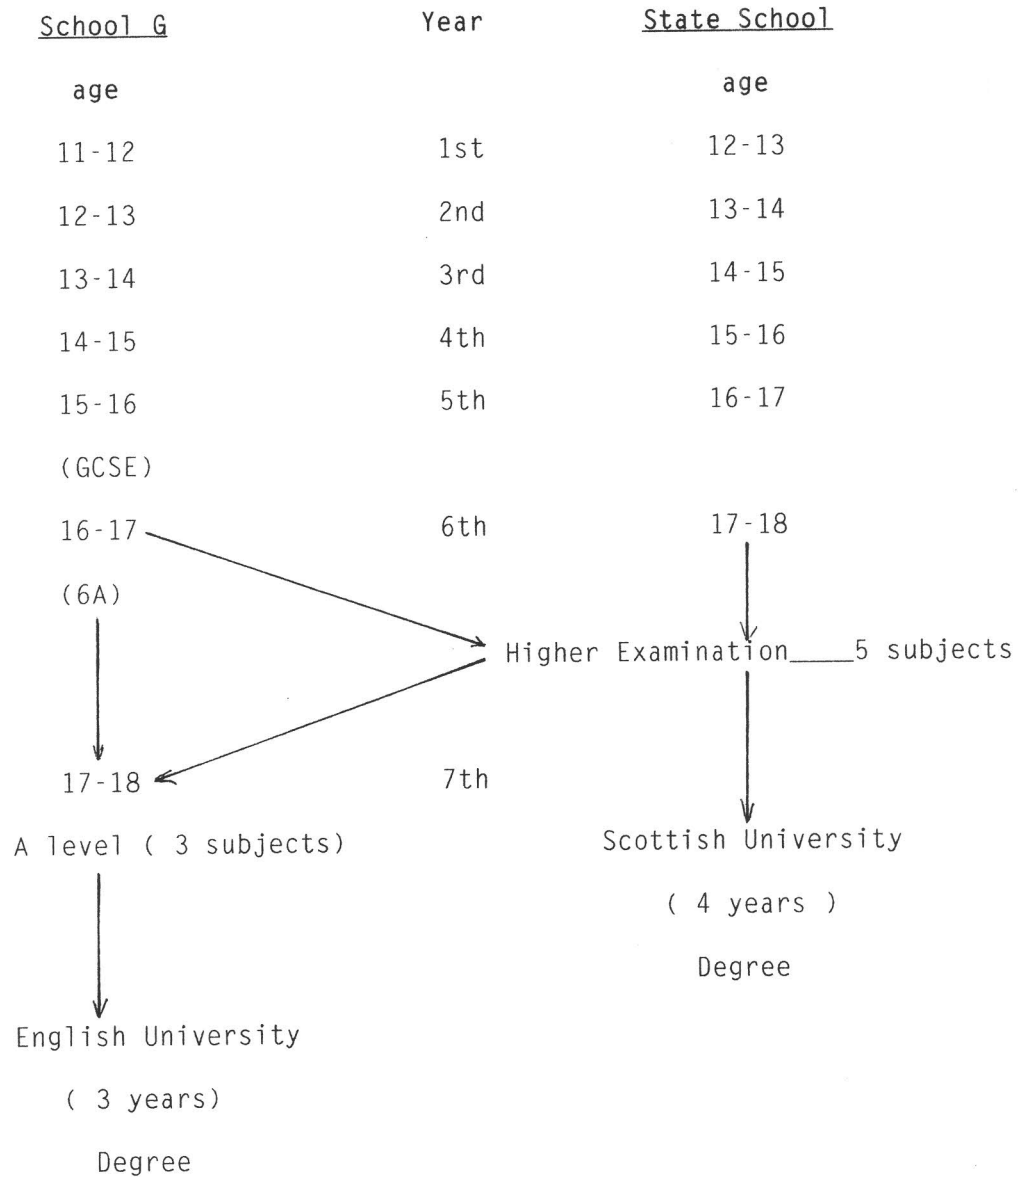 School G Year State School
age age
11-12 1st 12-13
12-13 2nd 13-14
13-14 3rd 14-15
14-15 4th 15-16
15-16 5th 16-17
(GCSE)
16-17 6th 17-18
(6A)
Higher Examination____5 subjects
17-18 7th
A level ( 3 subjects) Scottish University
( 4 years )
Degree
English University
( 3 years)
Degree